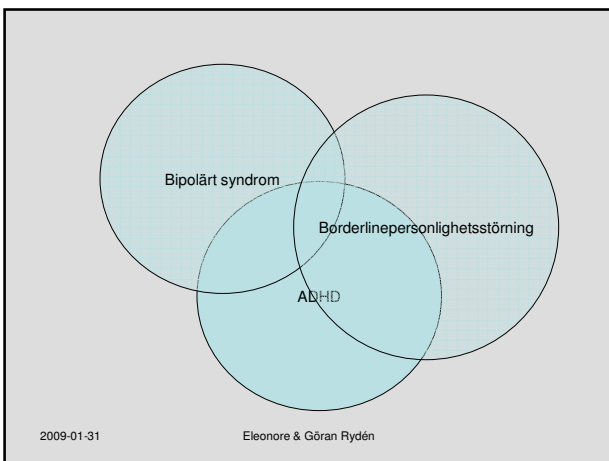 Bipolärt syndrom
Borderlinepersonlighetsstörning
ADHD
2009-01-31
Eleonore & Göran Rydén